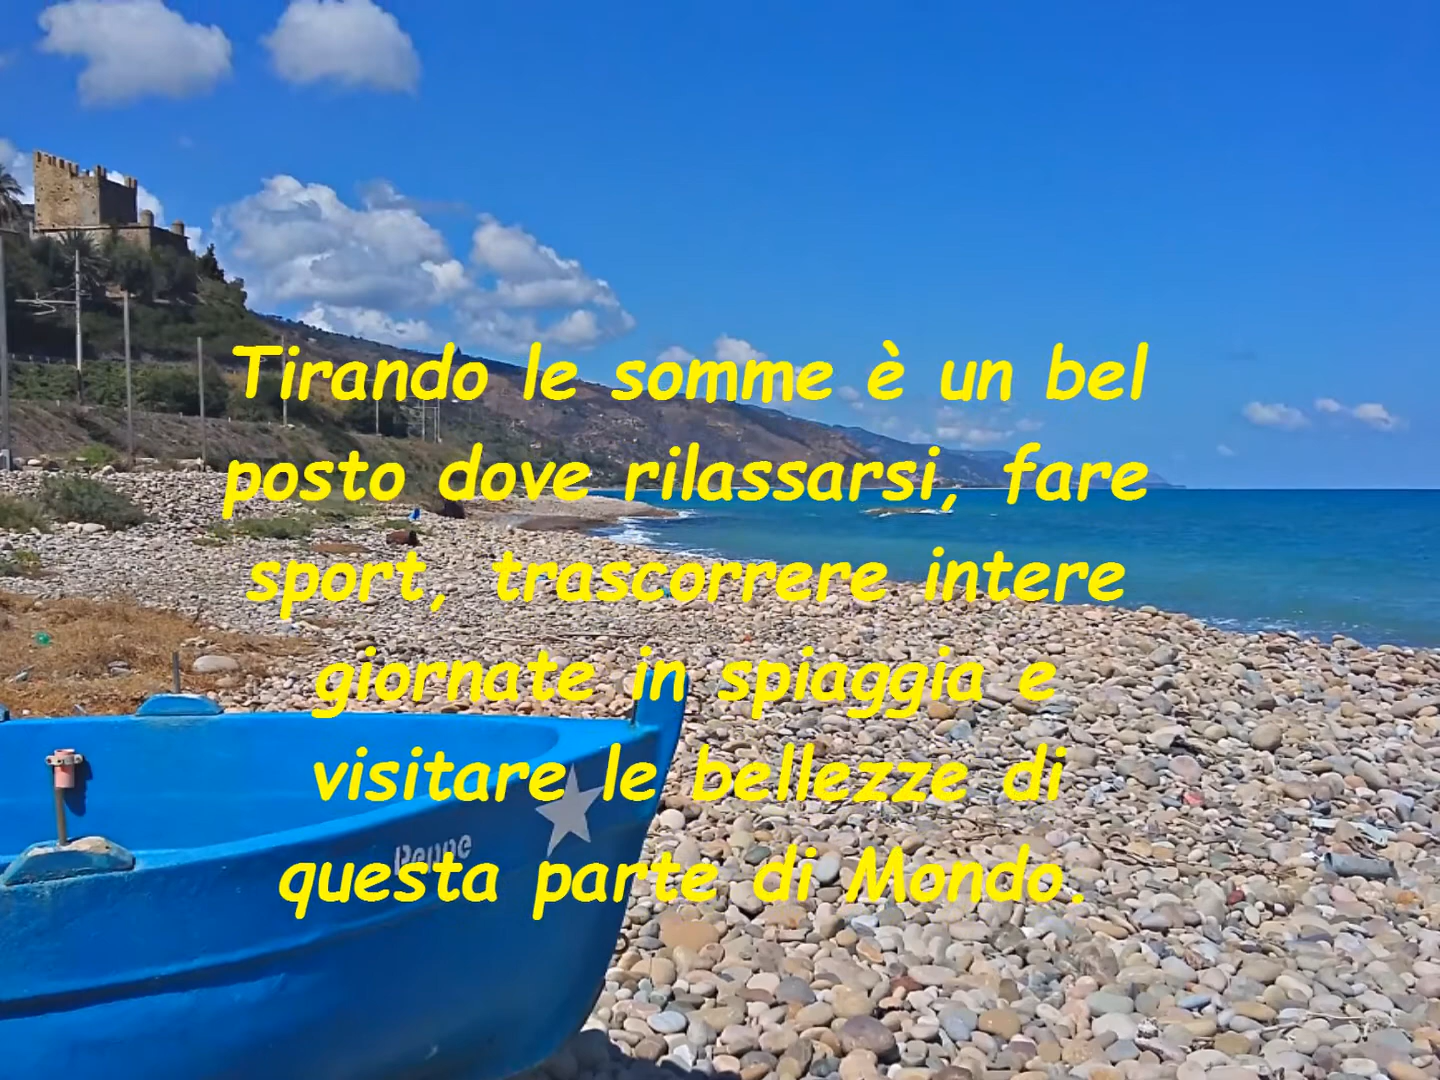 Tirando le somme è un bel
posto dove rilassarsi, fare
sport, trascorrere intere
giornate in spiaggia e
visitare le bellezze di
questa parte di Mondo.
Peppe